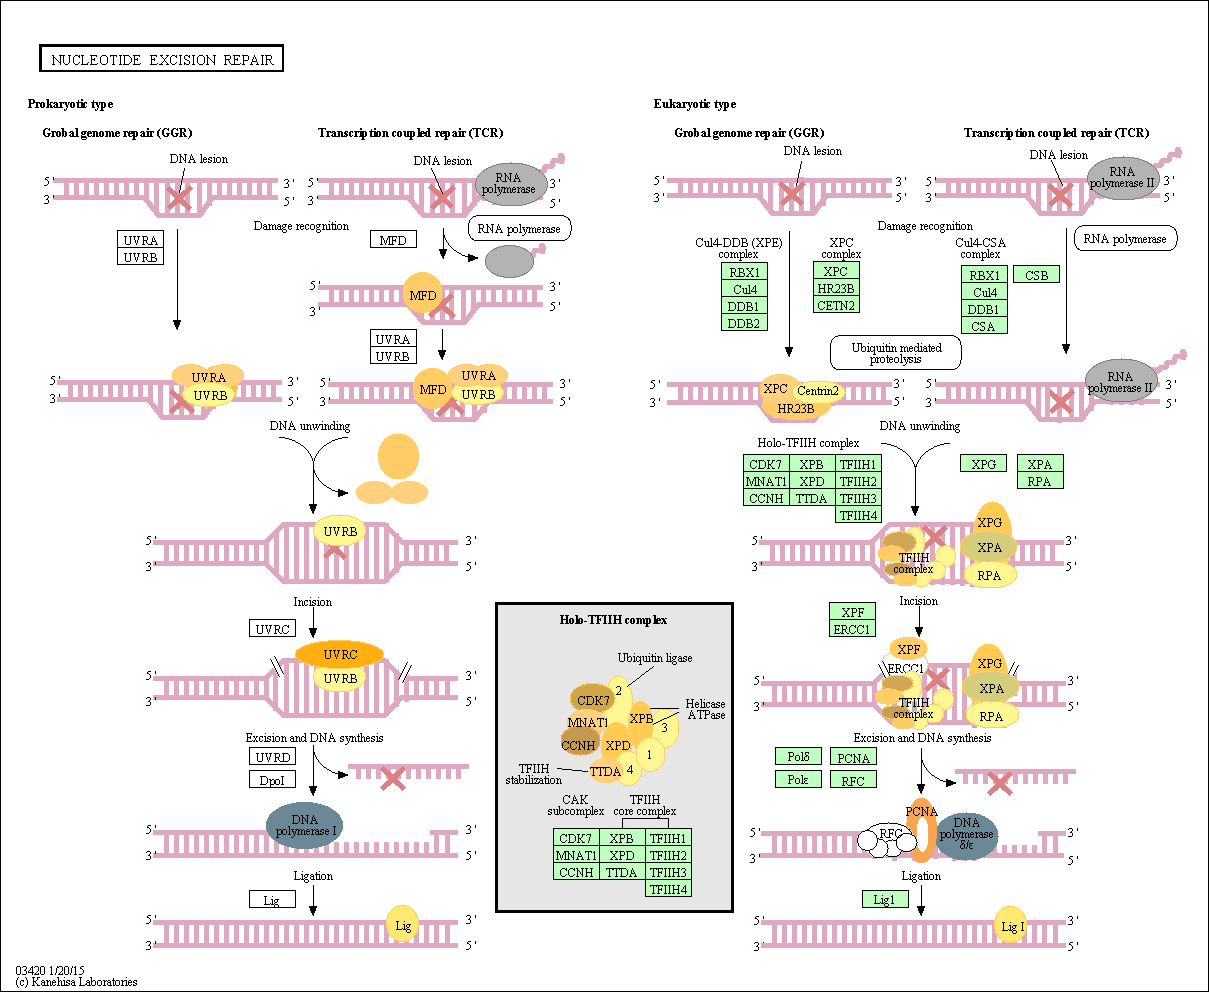 NUCLEOTIDE EXCISION REPAIR
Prokaryotic type
Grobal genome repair (GGR)
Transcription coupled repair (TCR)
DNA lesion
5'
3'
3'
5'
DNA lesion
RNA
polymerase
5'
3'
3'
5'
Damage recognition
UVRA
UVRB
MFD
RNA polymerase
MFD
5'
3'
3'
5'
UVRA
UVRB
UVRA
UVRB
5'
3'
3'
5'
MFD
UVRA
UVRB
5'
3'
3'
5'
DNA unwinding
UVRB
5'
3'
3'
5'
Incision
UVRC
UVRC
UVRB
5'
3'
3'
5'
Excision and DNA synthesis
UVRD
DpoI
DNA
polymerase I
5'
3'
3'
5'
Ligation
Lig
Lig
5'
3'
3'
5'
Holo-TFIIH complex
Ubiquitin ligase
CDK7
2
MNAT1
XPB
Helicase
ATPase
3
CCNH
XPD
1
TFIIH
stabilization
TTDA
4
CAK
subcomplex
TFIIH
core complex
CDK7
XPB
TFIIH1
MNAT1
XPD
TFIIH2
CCNH
TTDA
TFIIH3
TFIIH4
Eukaryotic type
Grobal genome repair (GGR)
Transcription coupled repair (TCR)
DNA lesion
5'
3'
3'
5'
DNA lesion
RNA
polymerase II
5'
3'
3'
5'
Damage recognition
Cul4-DDB (XPE)
complex
RBX1
Cul4
DDB1
DDB2
XPC
complex
XPC
HR23B
CETN2
Cul4-CSA
complex
RBX1
Cul4
DDB1
CSA
CSB
RNA polymerase
Ubiquitin mediated
proteolysis
XPC
Centrin2
HR23B
5'
3'
3'
5'
RNA
polymerase II
5'
3'
3'
5'
DNA unwinding
Holo-TFIIH complex
CDK7
XPB
TFIIH1
MNAT1
XPD
TFIIH2
CCNH
TTDA
TFIIH3
TFIIH4
XPG
XPA
RPA
XPG
XPA
RPA
TFIIH
complex
5'
3'
3'
5'
Incision
XPF
ERCC1
XPF
ERCC1
XPG
XPA
RPA
TFIIH
complex
5'
3'
3'
5'
Excision and DNA synthesis
Polδ
PCNA
Polε
RFC
PCNA
RFC
DNA
polymerase
δ/ε
5'
3'
3'
5'
Ligation
Lig1
Lig I
5'
3'
3'
5'
03420 1/20/15
(c) Kanehisa Laboratories